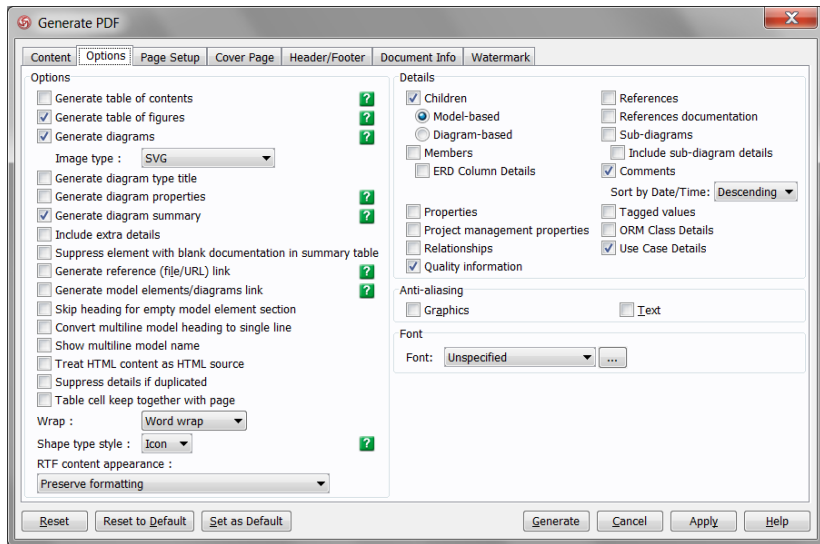 Generate PDF
Content Options Page Setup Cover Page Header/Footer Document Info Watermark
Options
Generate table of contents ?
Generate table of figures ?
Generate diagrams ?
Image type : SVG
Generate diagram type title
Generate diagram properties ?
Generate diagram summary ?
Include extra details
Suppress element with blank documentation in summary table
Generate reference (file/URL) link ?
Generate model elements/diagrams link ?
Skip heading for empty model element section
Convert multiline model heading to single line
Show multiline model name
Treat HTML content as HTML source
Suppress details if duplicated
Table cell keep together with page
Wrap : Word wrap
Shape type style : Icon ?
RTF content appearance :
Preserve formatting
Details
Children
Model-based
Diagram-based
Members
ERD Column Details
Properties
Project management properties
Relationships
Quality information
References
References documentation
Sub-diagrams
Include sub-diagram details
Comments
Sort by Date/Time: Descending
Tagged values
ORM Class Details
Use Case Details
Anti-aliasing
Graphics Text
Font
Font: Unspecified ...
Reset Reset to Default Set as Default Generate Cancel Apply Help